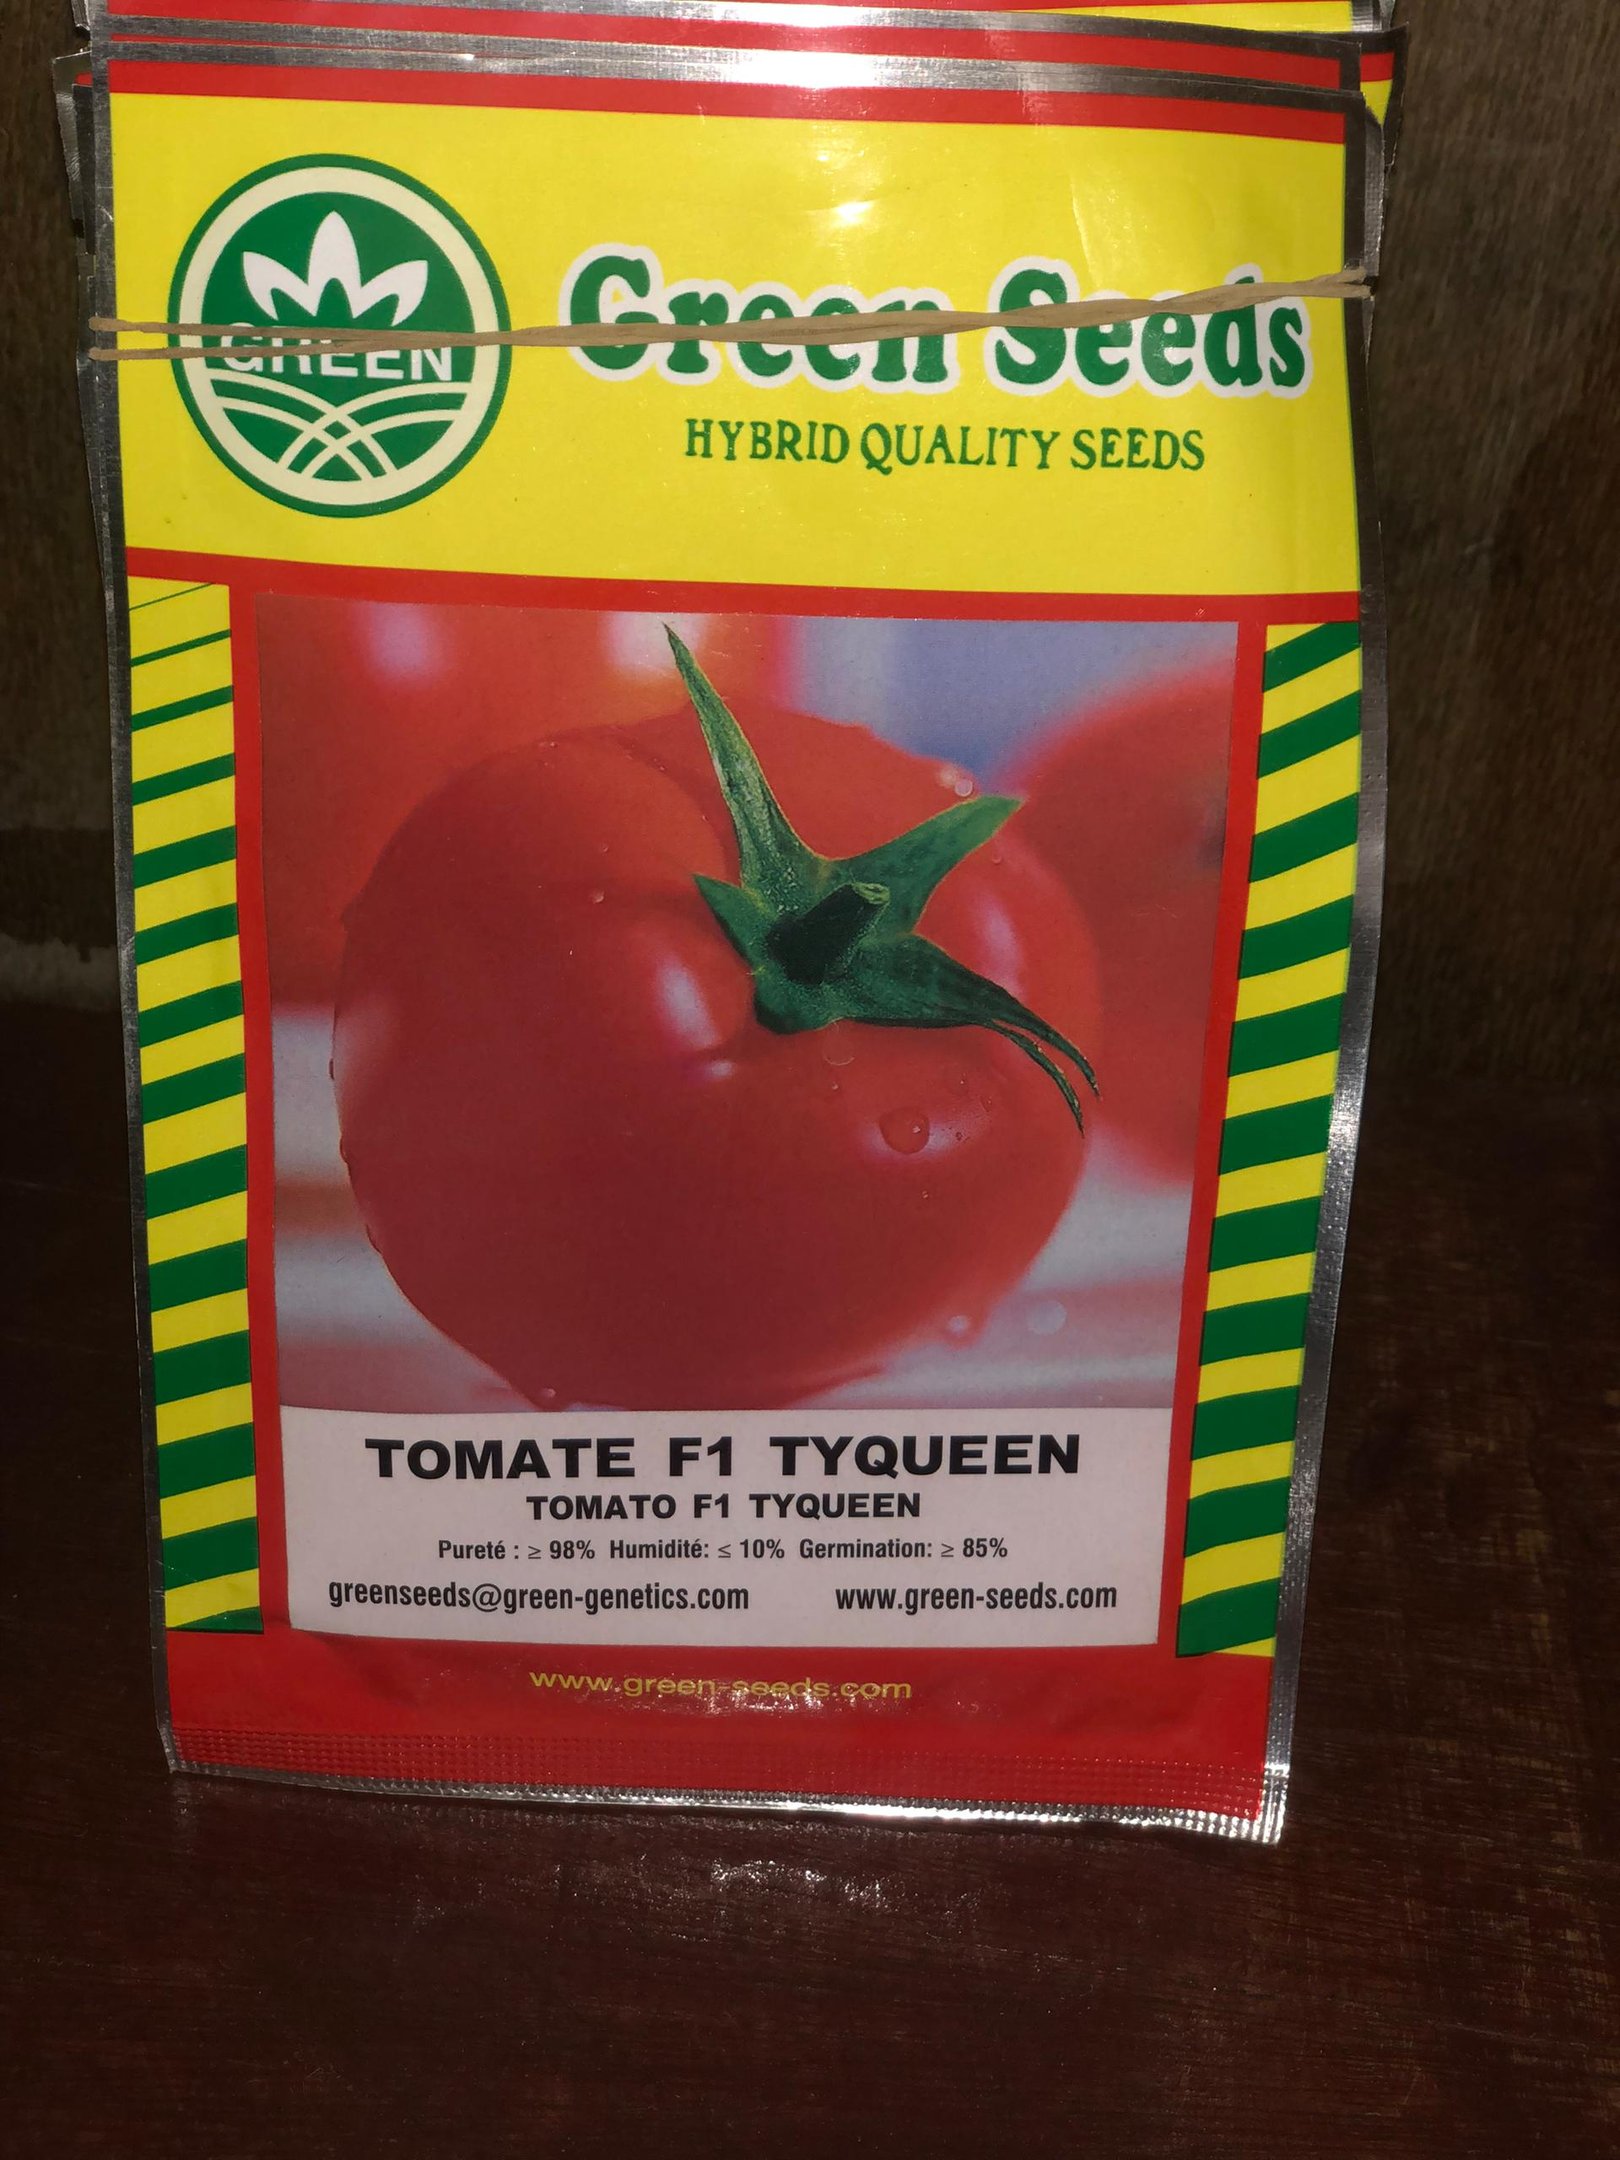 GREEN
Green Seeds
HYBRID QUALITY SEEDS
TOMATE F1 TYQUEEN
TOMATO F1 TYQUEEN
Pureté : ≥ 98% Humidité: ≤ 10% Germination: ≥ 85%
greenseeds@green-genetics.com www.green-seeds.com
www.green-seeds.com